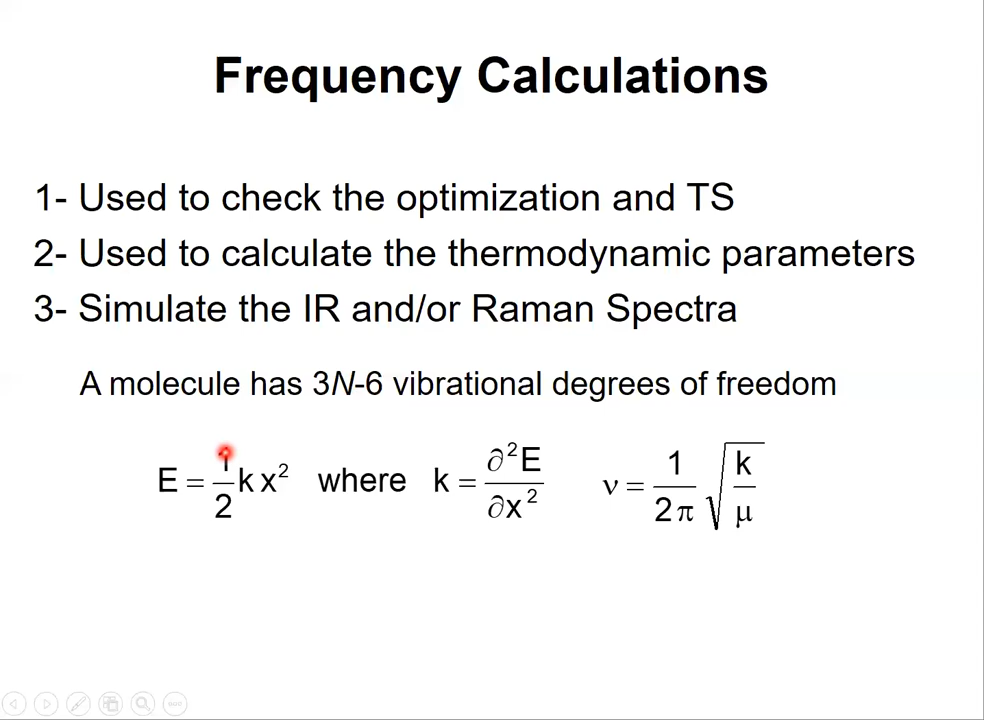 Frequency Calculations
1- Used to check the optimization and TS
2- Used to calculate the thermodynamic parameters
3- Simulate the IR and/or Raman Spectra
A molecule has 3N-6 vibrational degrees of freedom
E = 1/2 k x² where k = ∂²E/∂x² ν = 1/2π √k/μ